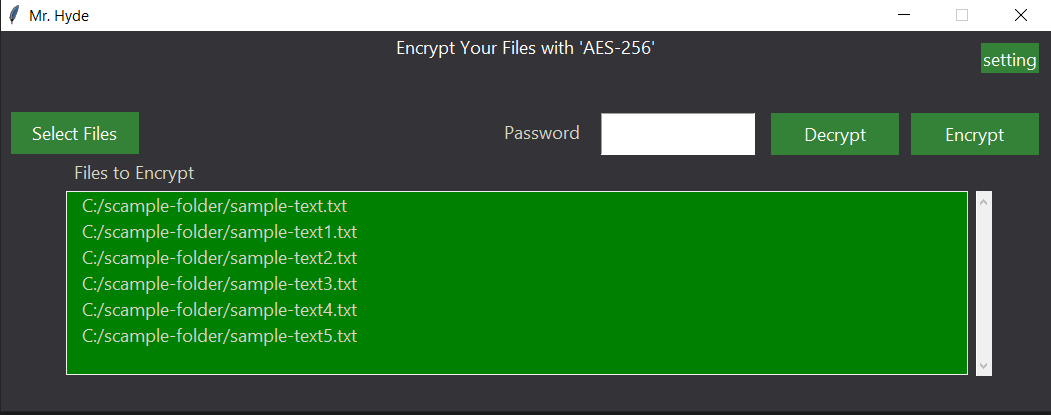 Mr. Hyde
Encrypt Your Files with 'AES-256'
setting
Select Files
Password
Decrypt
Encrypt
Files to Encrypt
C:/scample-folder/sample-text.txt
C:/scample-folder/sample-text1.txt
C:/scample-folder/sample-text2.txt
C:/scample-folder/sample-text3.txt
C:/scample-folder/sample-text4.txt
C:/scample-folder/sample-text5.txt